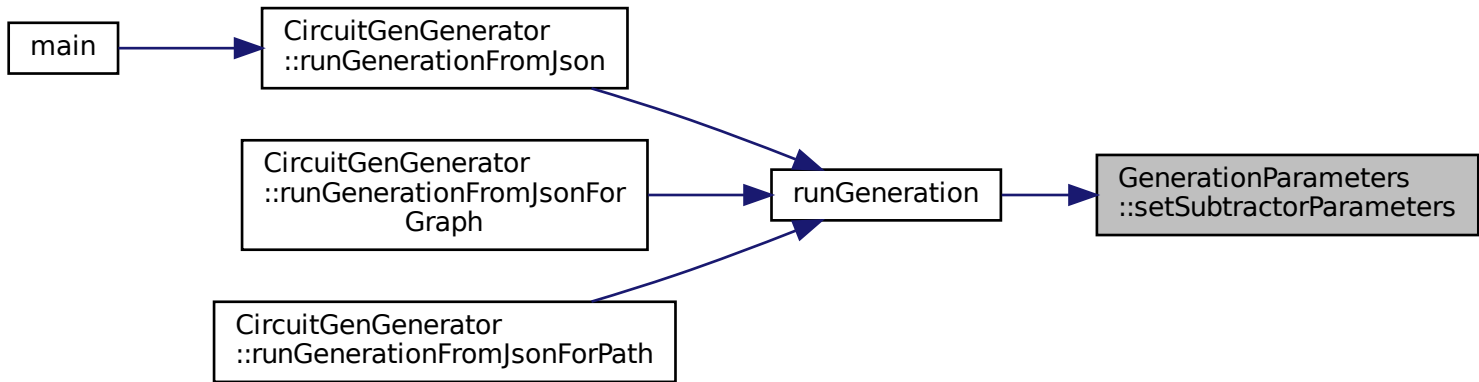 main
CircuitGenGenerator
::runGenerationFromJson
CircuitGenGenerator
::runGenerationFromJsonFor
Graph
CircuitGenGenerator
::runGenerationFromJsonForPath
runGeneration
GenerationParameters
::setSubtractorParameters